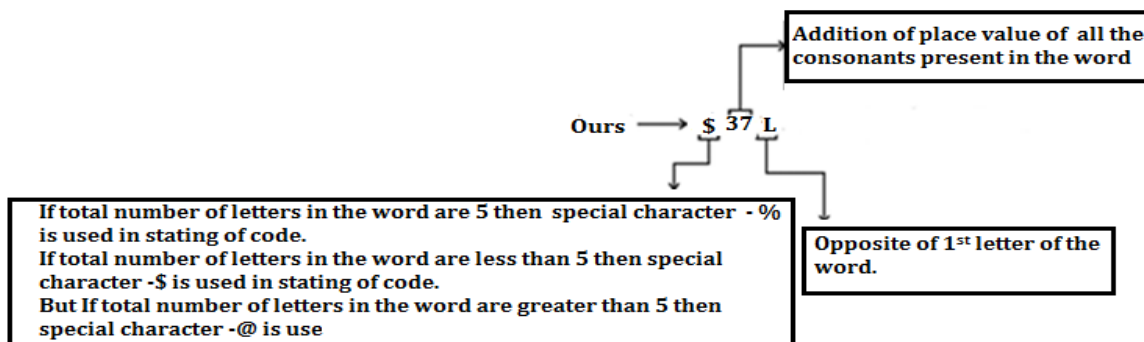 Addition of place value of all the
consonants present in the word
Ours $ 37 L
If total number of letters in the word are 5 then special character - %
is used in stating of code.
If total number of letters in the word are less than 5 then special
character -$ is used in stating of code.
But If total number of letters in the word are greater than 5 then
special character -@ is use
Opposite of 1st letter of the
word.